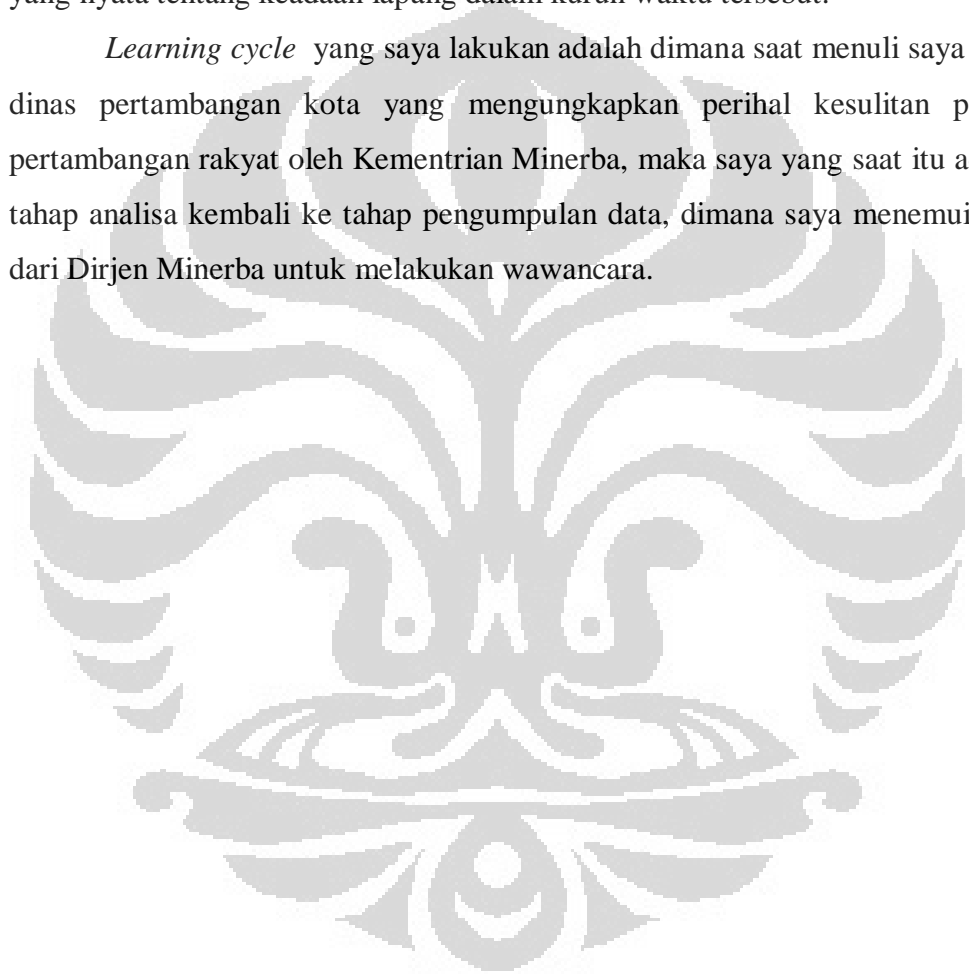 yang nyata tentang keadaan lapang dalam kurun waktu tersebut.
Learning cycle yang saya lakukan adalah dimana saat menuli saya
dinas pertambangan kota yang mengungkapkan perihal kesulitan p
pertambangan rakyat oleh Kementrian Minerba, maka saya yang saat itu a
tahap analisa kembali ke tahap pengumpulan data, dimana saya menemui
dari Dirjen Minerba untuk melakukan wawancara.